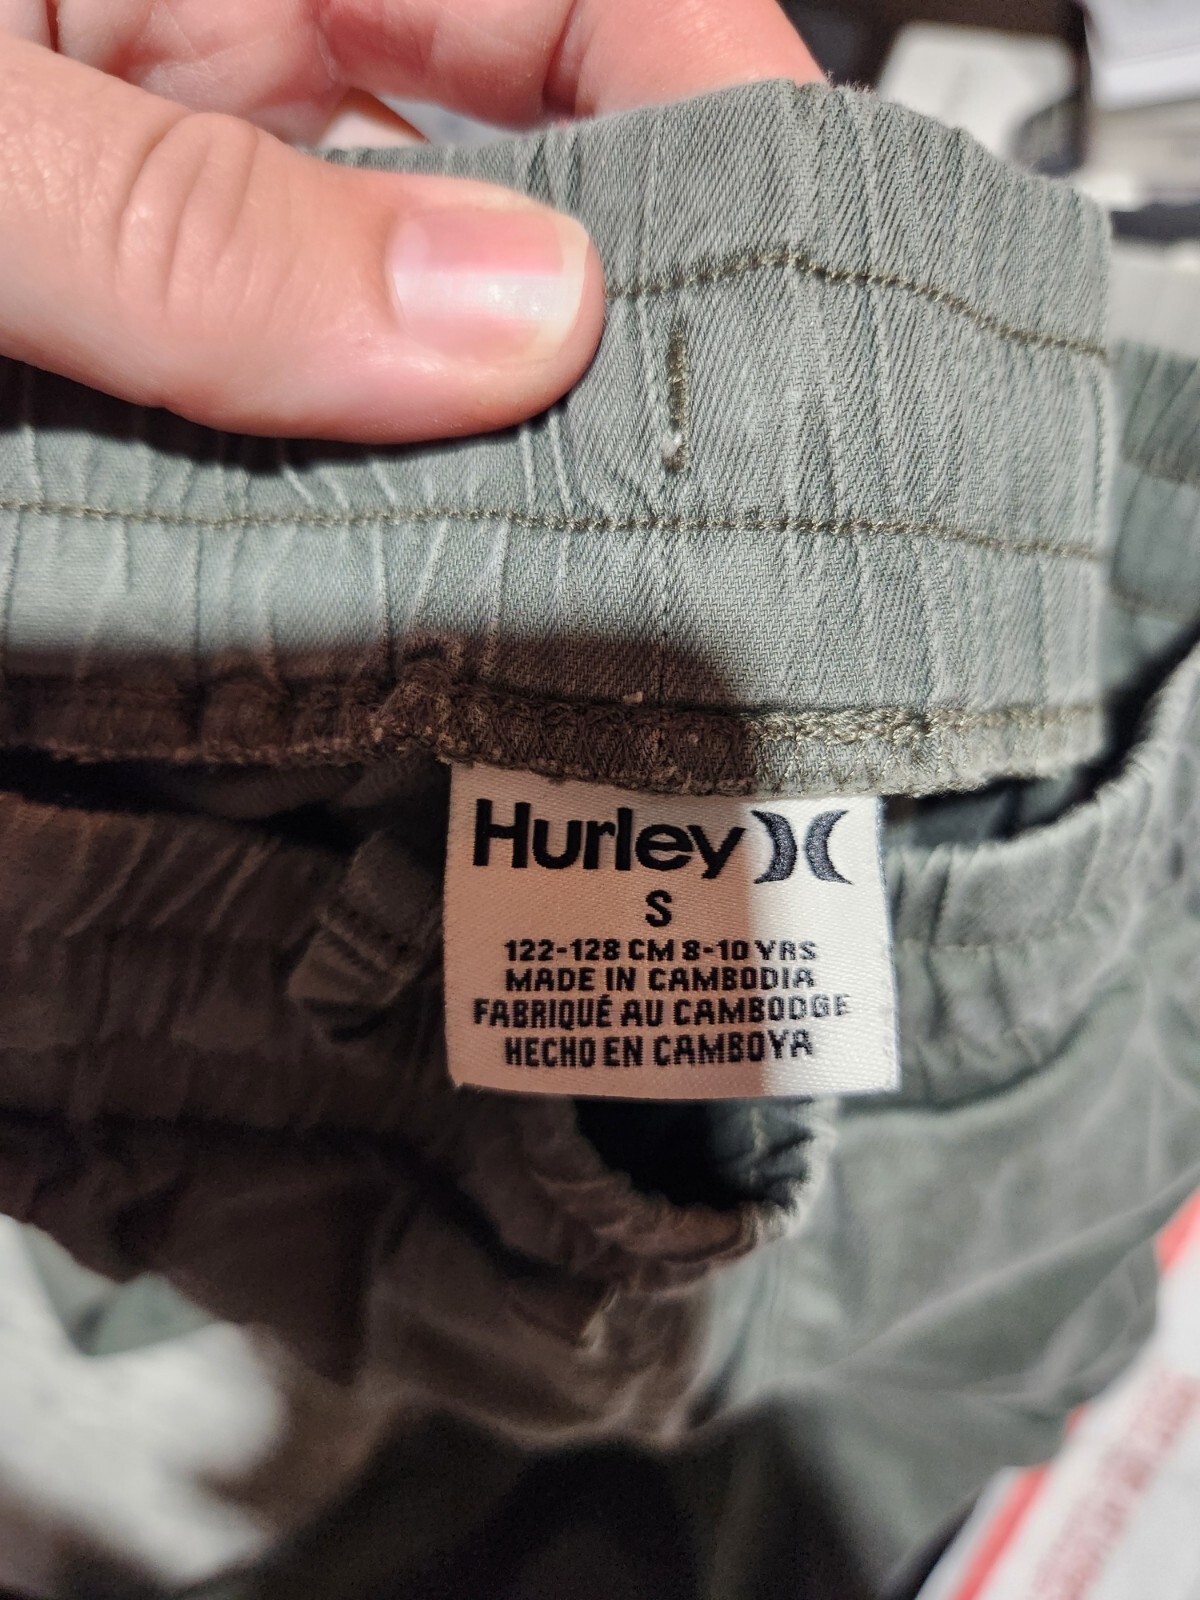 Hurley
S
122-128 CM 8-10 YRS
MADE IN CAMBODIA
FABRIQUÉ AU CAMBODGE
HECHO EN CAMBOYA